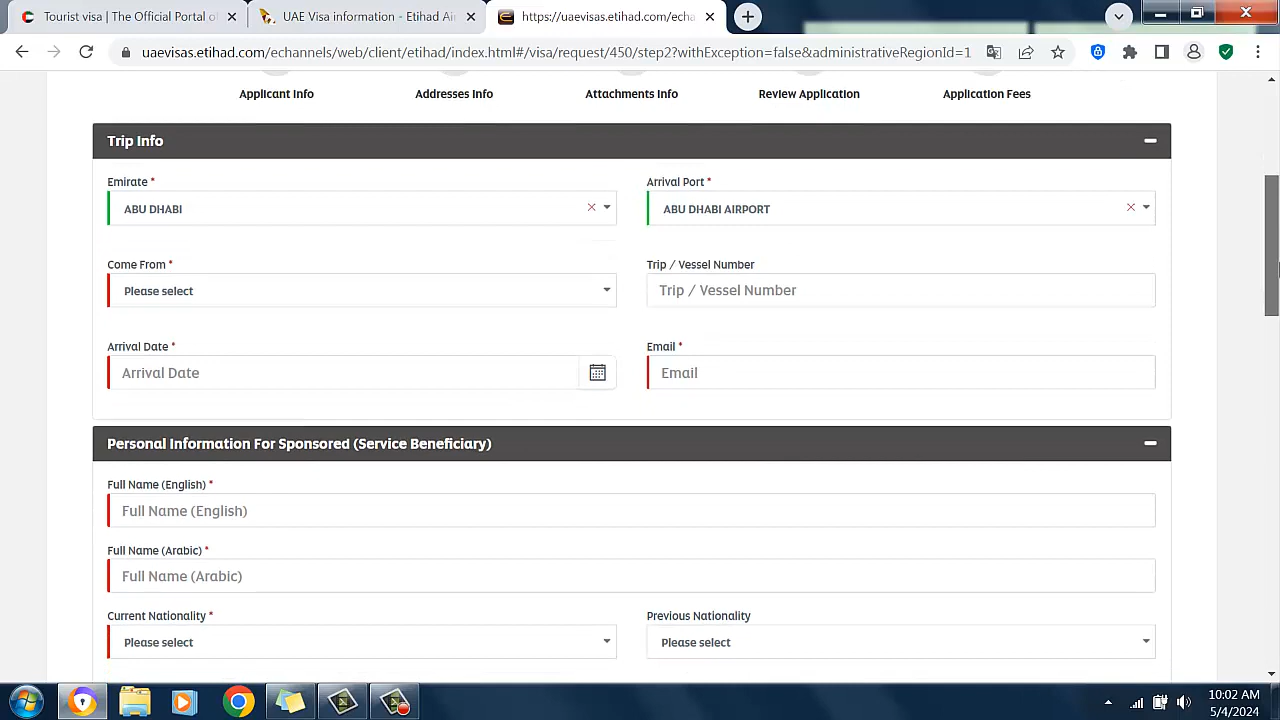 Tourist visa | The Official Portal of
UAE Visa information - Etihad Air
https://uaevisas.etihad.com/echa
uaevisas.etihad.com/echannels/web/client/etihad/index.html#/visa/request/450/step2?withException=false&administrativeRegionId=1
Applicant Info Addresses Info Attachments Info Review Application Application Fees
Trip Info
Emirate * Arrival Port *
ABU DHABI ABU DHABI AIRPORT
Come From * Trip / Vessel Number
Please select Trip / Vessel Number
Arrival Date * Email *
Arrival Date Email
Personal Information For Sponsored (Service Beneficiary)
Full Name (English) *
Full Name (English)
Full Name (Arabic) *
Full Name (Arabic)
Current Nationality * Previous Nationality
Please select Please select
10:02 AM
5/4/2024